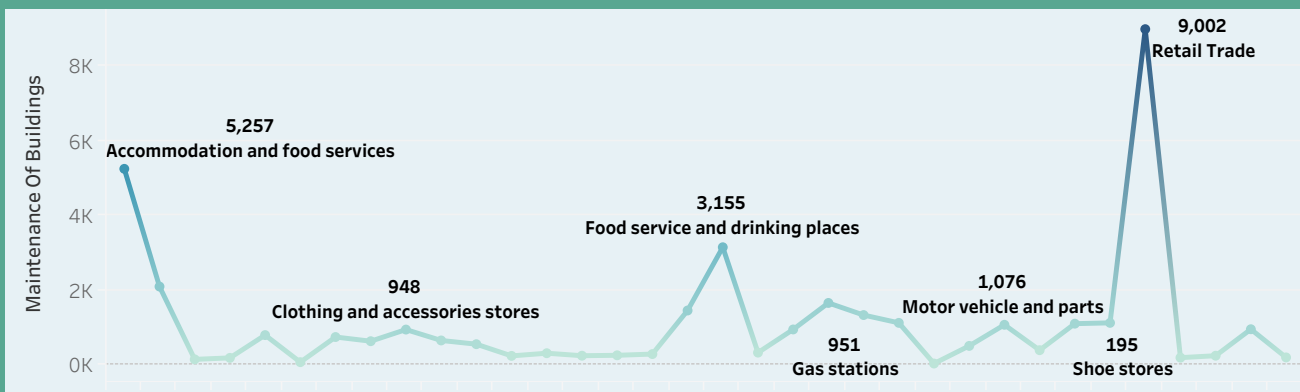 Maintenance Of Buildings
8K
6K
4K
2K
0K
5,257
Accommodation and food services
948
Clothing and accessories stores
3,155
Food service and drinking places
951
Gas stations
1,076
Motor vehicle and parts
195
Shoe stores
9,002
Retail Trade